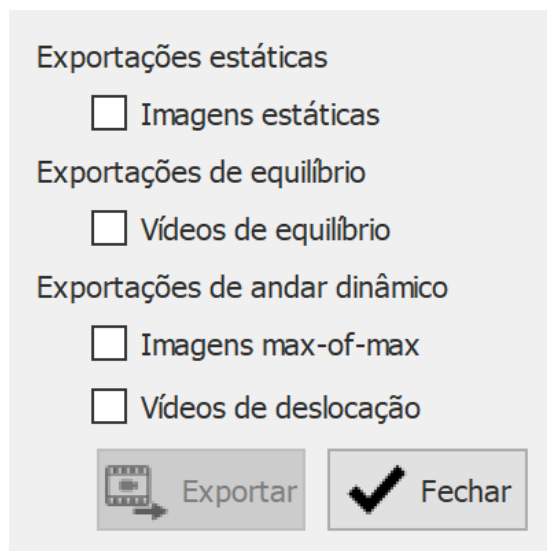 Exportações estáticas
Imagens estáticas
Exportações de equilíbrio
Vídeos de equilíbrio
Exportações de andar dinâmico
Imagens max-of-max
Vídeos de deslocação
Exportar Fechar